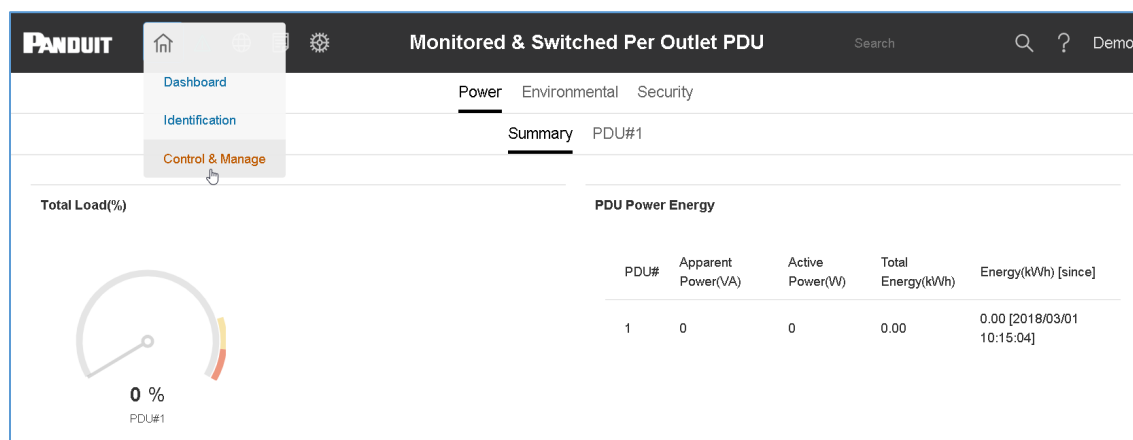 PANDUIT
Monitored & Switched Per Outlet PDU
Search
?
Demo
Dashboard
Identification
Control & Manage
Power Environmental Security
Summary PDU#1
Total Load(%)
0 %
PDU#1
PDU Power Energy
PDU# Apparent Power(VA) Active Power(W) Total Energy(kWh) Energy(kWh) [since]
1 0 0 0.00 0.00 [2018/03/01
10:15:04]